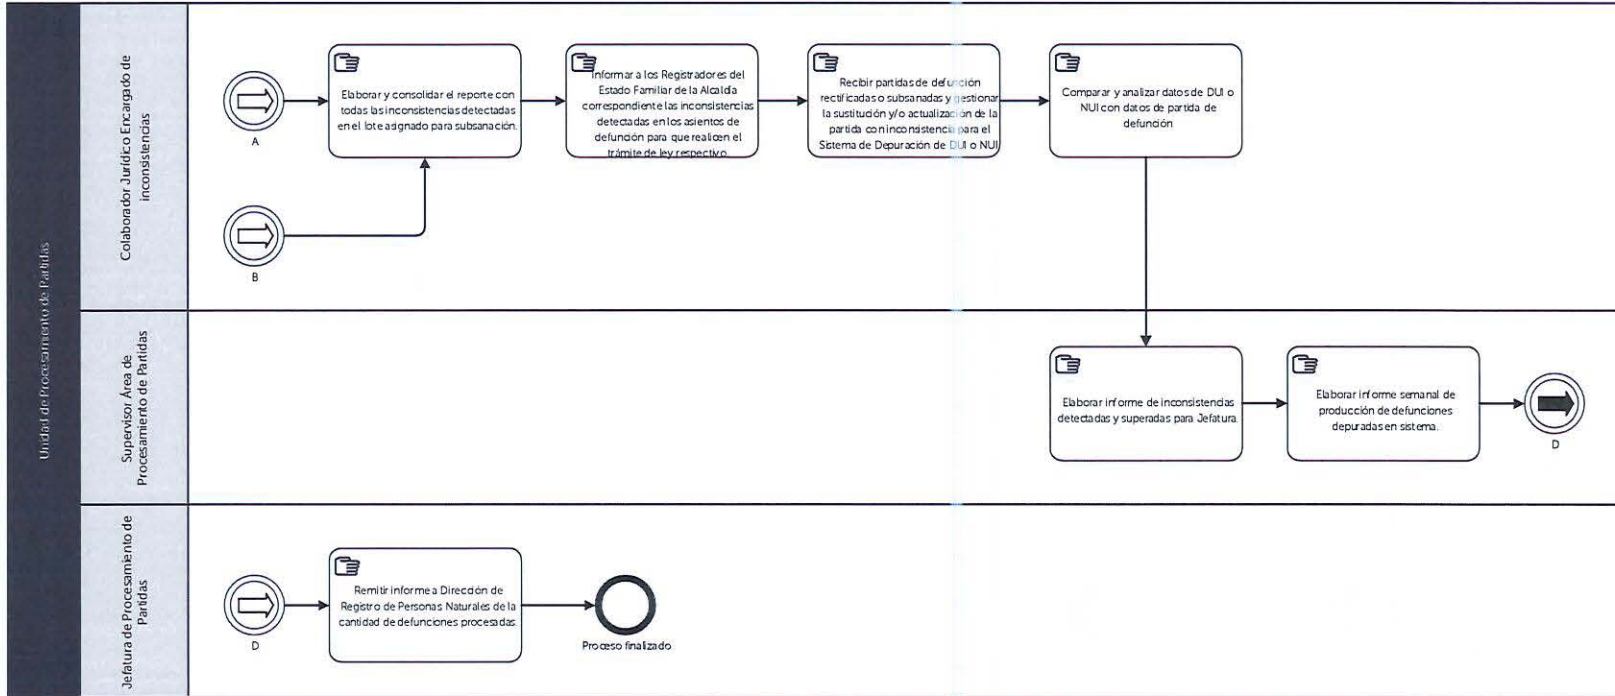 Unidad de Procesamiento de Partidas
Colaborador Jurídico Encargado de
inconsistencias
A
Elaborar y consolidar el reporte con
todas las inconsistencias detectadas
en el lote asignado para subsanación.
Informar a los Registradores del
Estado Familiar de la Alcaldía
correspondiente las inconsistencias
detectadas en los asientos de
defunción para que realicen el
trámite de ley respectivo.
Recibir partidas de defunción
rectificadas o subsanadas y gestionar
la sustitución y/o actualización de la
partida con inconsistencia para el
Sistema de Depuración de DUI o NUI
Comparar y analizar datos de DUI o
NUI con datos de partida de
defunción
B
Supervisor Área de
Procesamiento de Partidas
Elaborar informe de inconsistencias
detectadas y superadas para Jefatura.
Elaborar informe semanal de
producción de defunciones
depuradas en sistema.
D
Jefatura de Procesamiento de
Partidas
D
Remitir informe a Dirección de
Registro de Personas Naturales de la
cantidad de defunciones procesadas.
Proceso finalizado